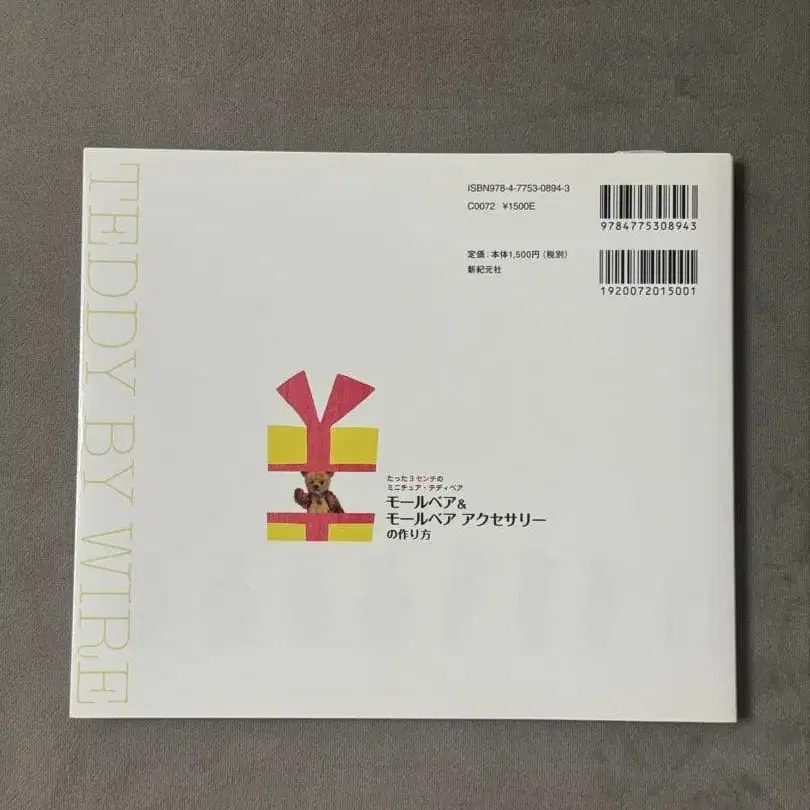 TEDDY BY WIRE
ISBN978-4-7753-0894-3
C0072 ¥1500E
9784775308943
定価：本体1,500円（税別）
新紀元社
1920072015001
たった3センチの
ミニチュア・テディベア
モールベア&
モールベア アクセサリー
の作り方